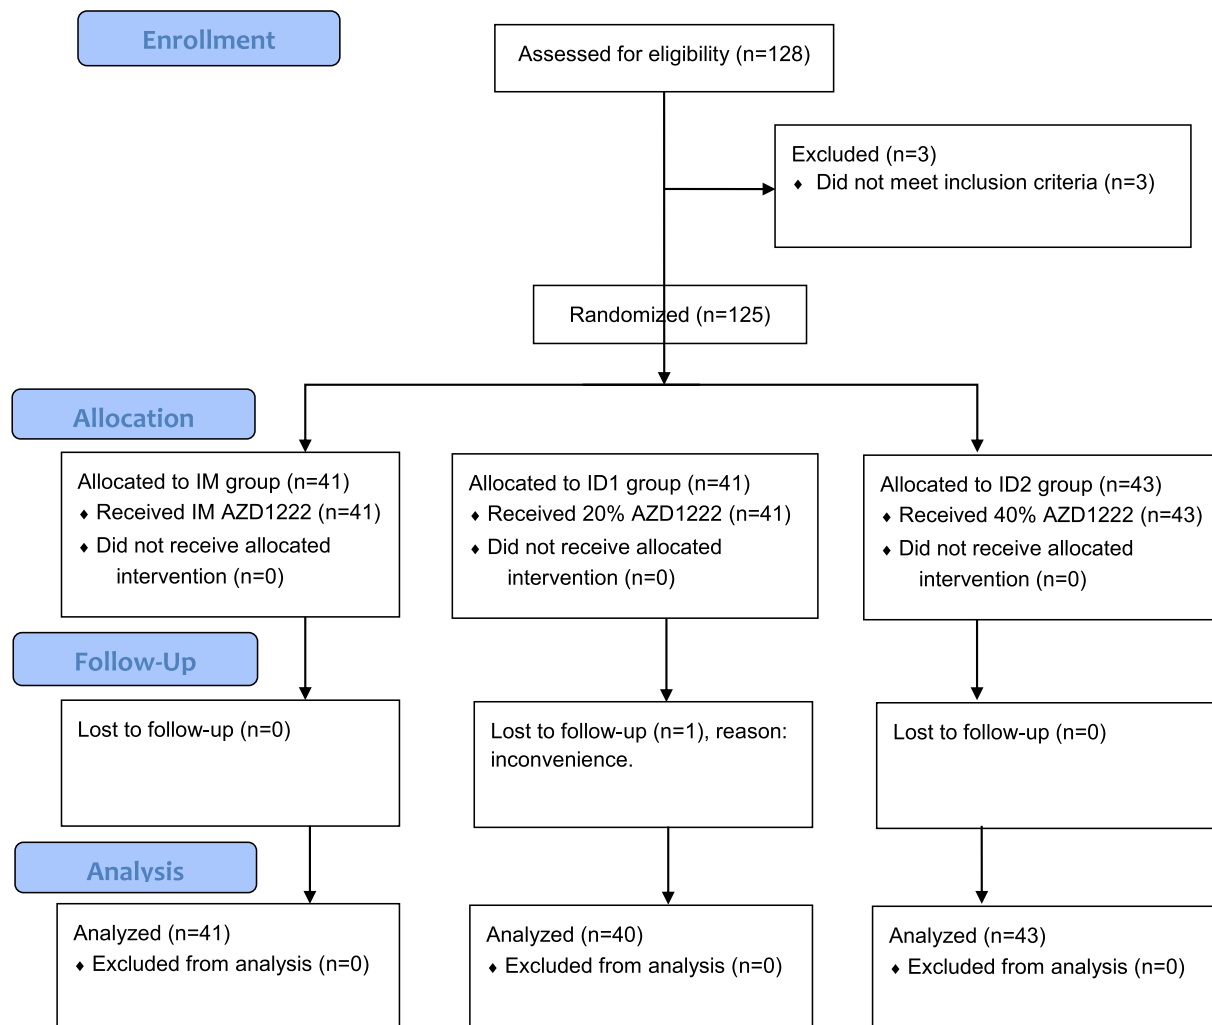 Enrollment
Assessed for eligibility (n=128)
Excluded (n=3)
♦ Did not meet inclusion criteria (n=3)
Randomized (n=125)
Allocation
Allocated to IM group (n=41)
♦ Received IM AZD1222 (n=41)
♦ Did not receive allocated
intervention (n=0)
Allocated to ID1 group (n=41)
♦ Received 20% AZD1222 (n=41)
♦ Did not receive allocated
intervention (n=0)
Allocated to ID2 group (n=43)
♦ Received 40% AZD1222 (n=43)
♦ Did not receive allocated
intervention (n=0)
Follow-Up
Lost to follow-up (n=0)
Lost to follow-up (n=1), reason:
inconvenience.
Lost to follow-up (n=0)
Analysis
Analyzed (n=41)
♦ Excluded from analysis (n=0)
Analyzed (n=40)
♦ Excluded from analysis (n=0)
Analyzed (n=43)
♦ Excluded from analysis (n=0)